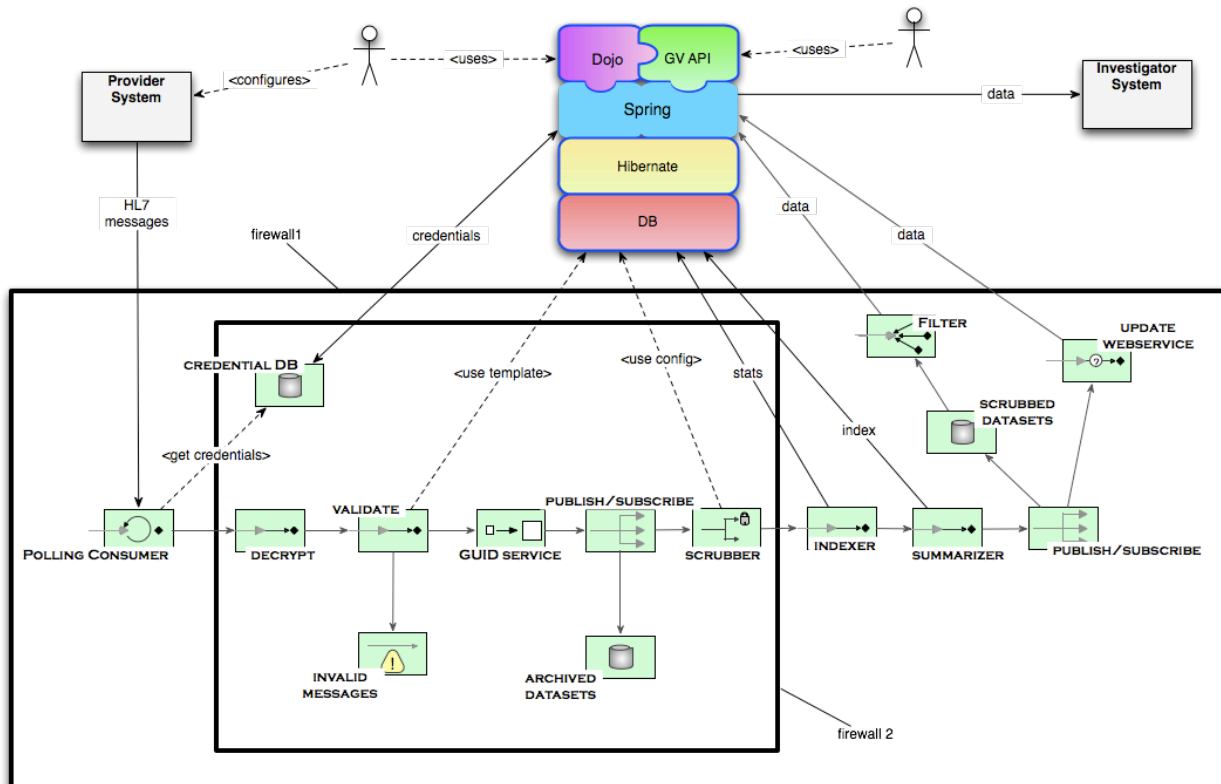 <uses>
<uses>
Dojo
GV API
<configures>
Provider
System
Investigator
System
Spring
data
Hibernate
HL7
messages
data
DB
firewall1
credentials
data
FILTER
UPDATE
WEBSERVICE
CREDENTIAL DB
<use template>
<use config>
stats
SCRUBBED
DATASETS
index
<get credentials>
PUBLISH/SUBSCRIBE
VALIDATE
POLLING CONSUMER
DECRYPT
GUID SERVICE
SCRUBBER
INDEXER
SUMMARIZER
PUBLISH/SUBSCRIBE
INVALID
MESSAGES
ARCHIVED
DATASETS
firewall 2